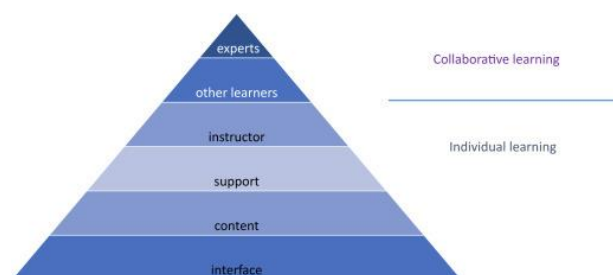 experts
other learners
instructor
support
content
interface
Collaborative learning
Individual learning